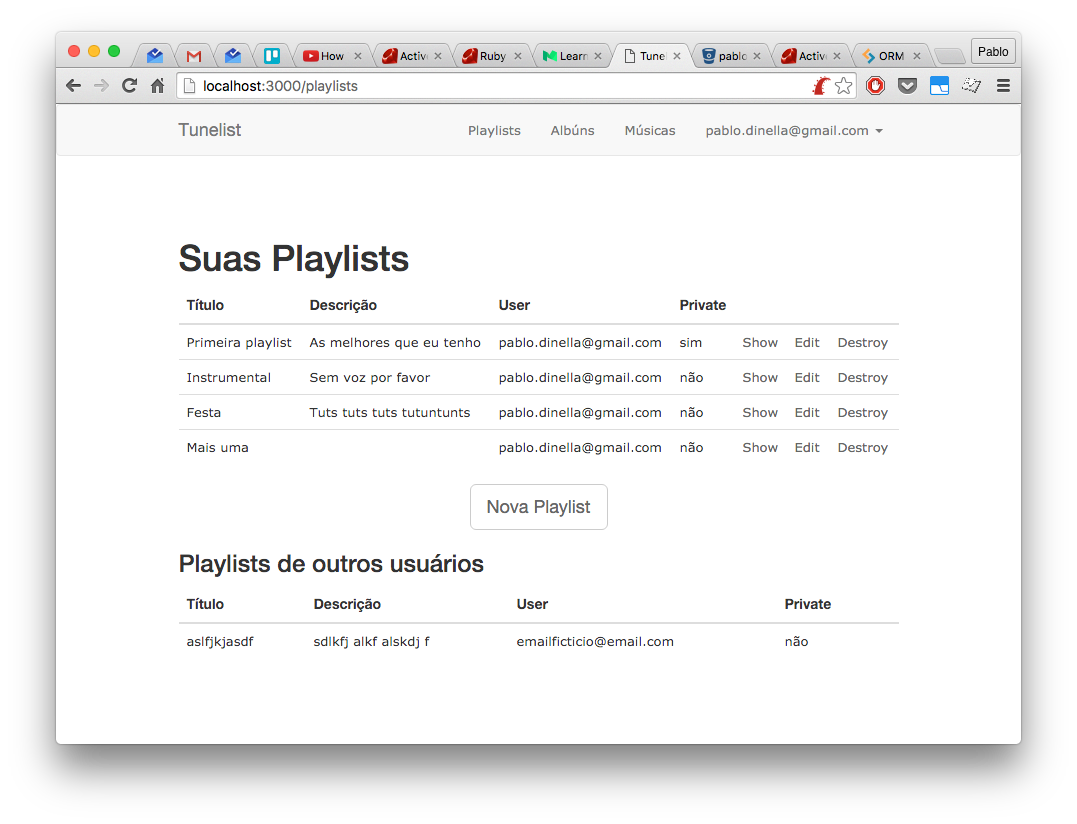 How Active Ruby Learn Tunel pablo Active ORM Pablo
localhost:3000/playlists
Tunelist Playlists Albúns Músicas pablo.dinella@gmail.com
Suas Playlists
Título Descrição User Private
Primeira playlist As melhores que eu tenho pablo.dinella@gmail.com sim Show Edit Destroy
Instrumental Sem voz por favor pablo.dinella@gmail.com não Show Edit Destroy
Festa Tuts tuts tuts tutuntunts pablo.dinella@gmail.com não Show Edit Destroy
Mais uma pablo.dinella@gmail.com não Show Edit Destroy
Nova Playlist
Playlists de outros usuários
Título Descrição User Private
aslfjkjasdf sdlkfj alkf alskdj f emailficticio@email.com não